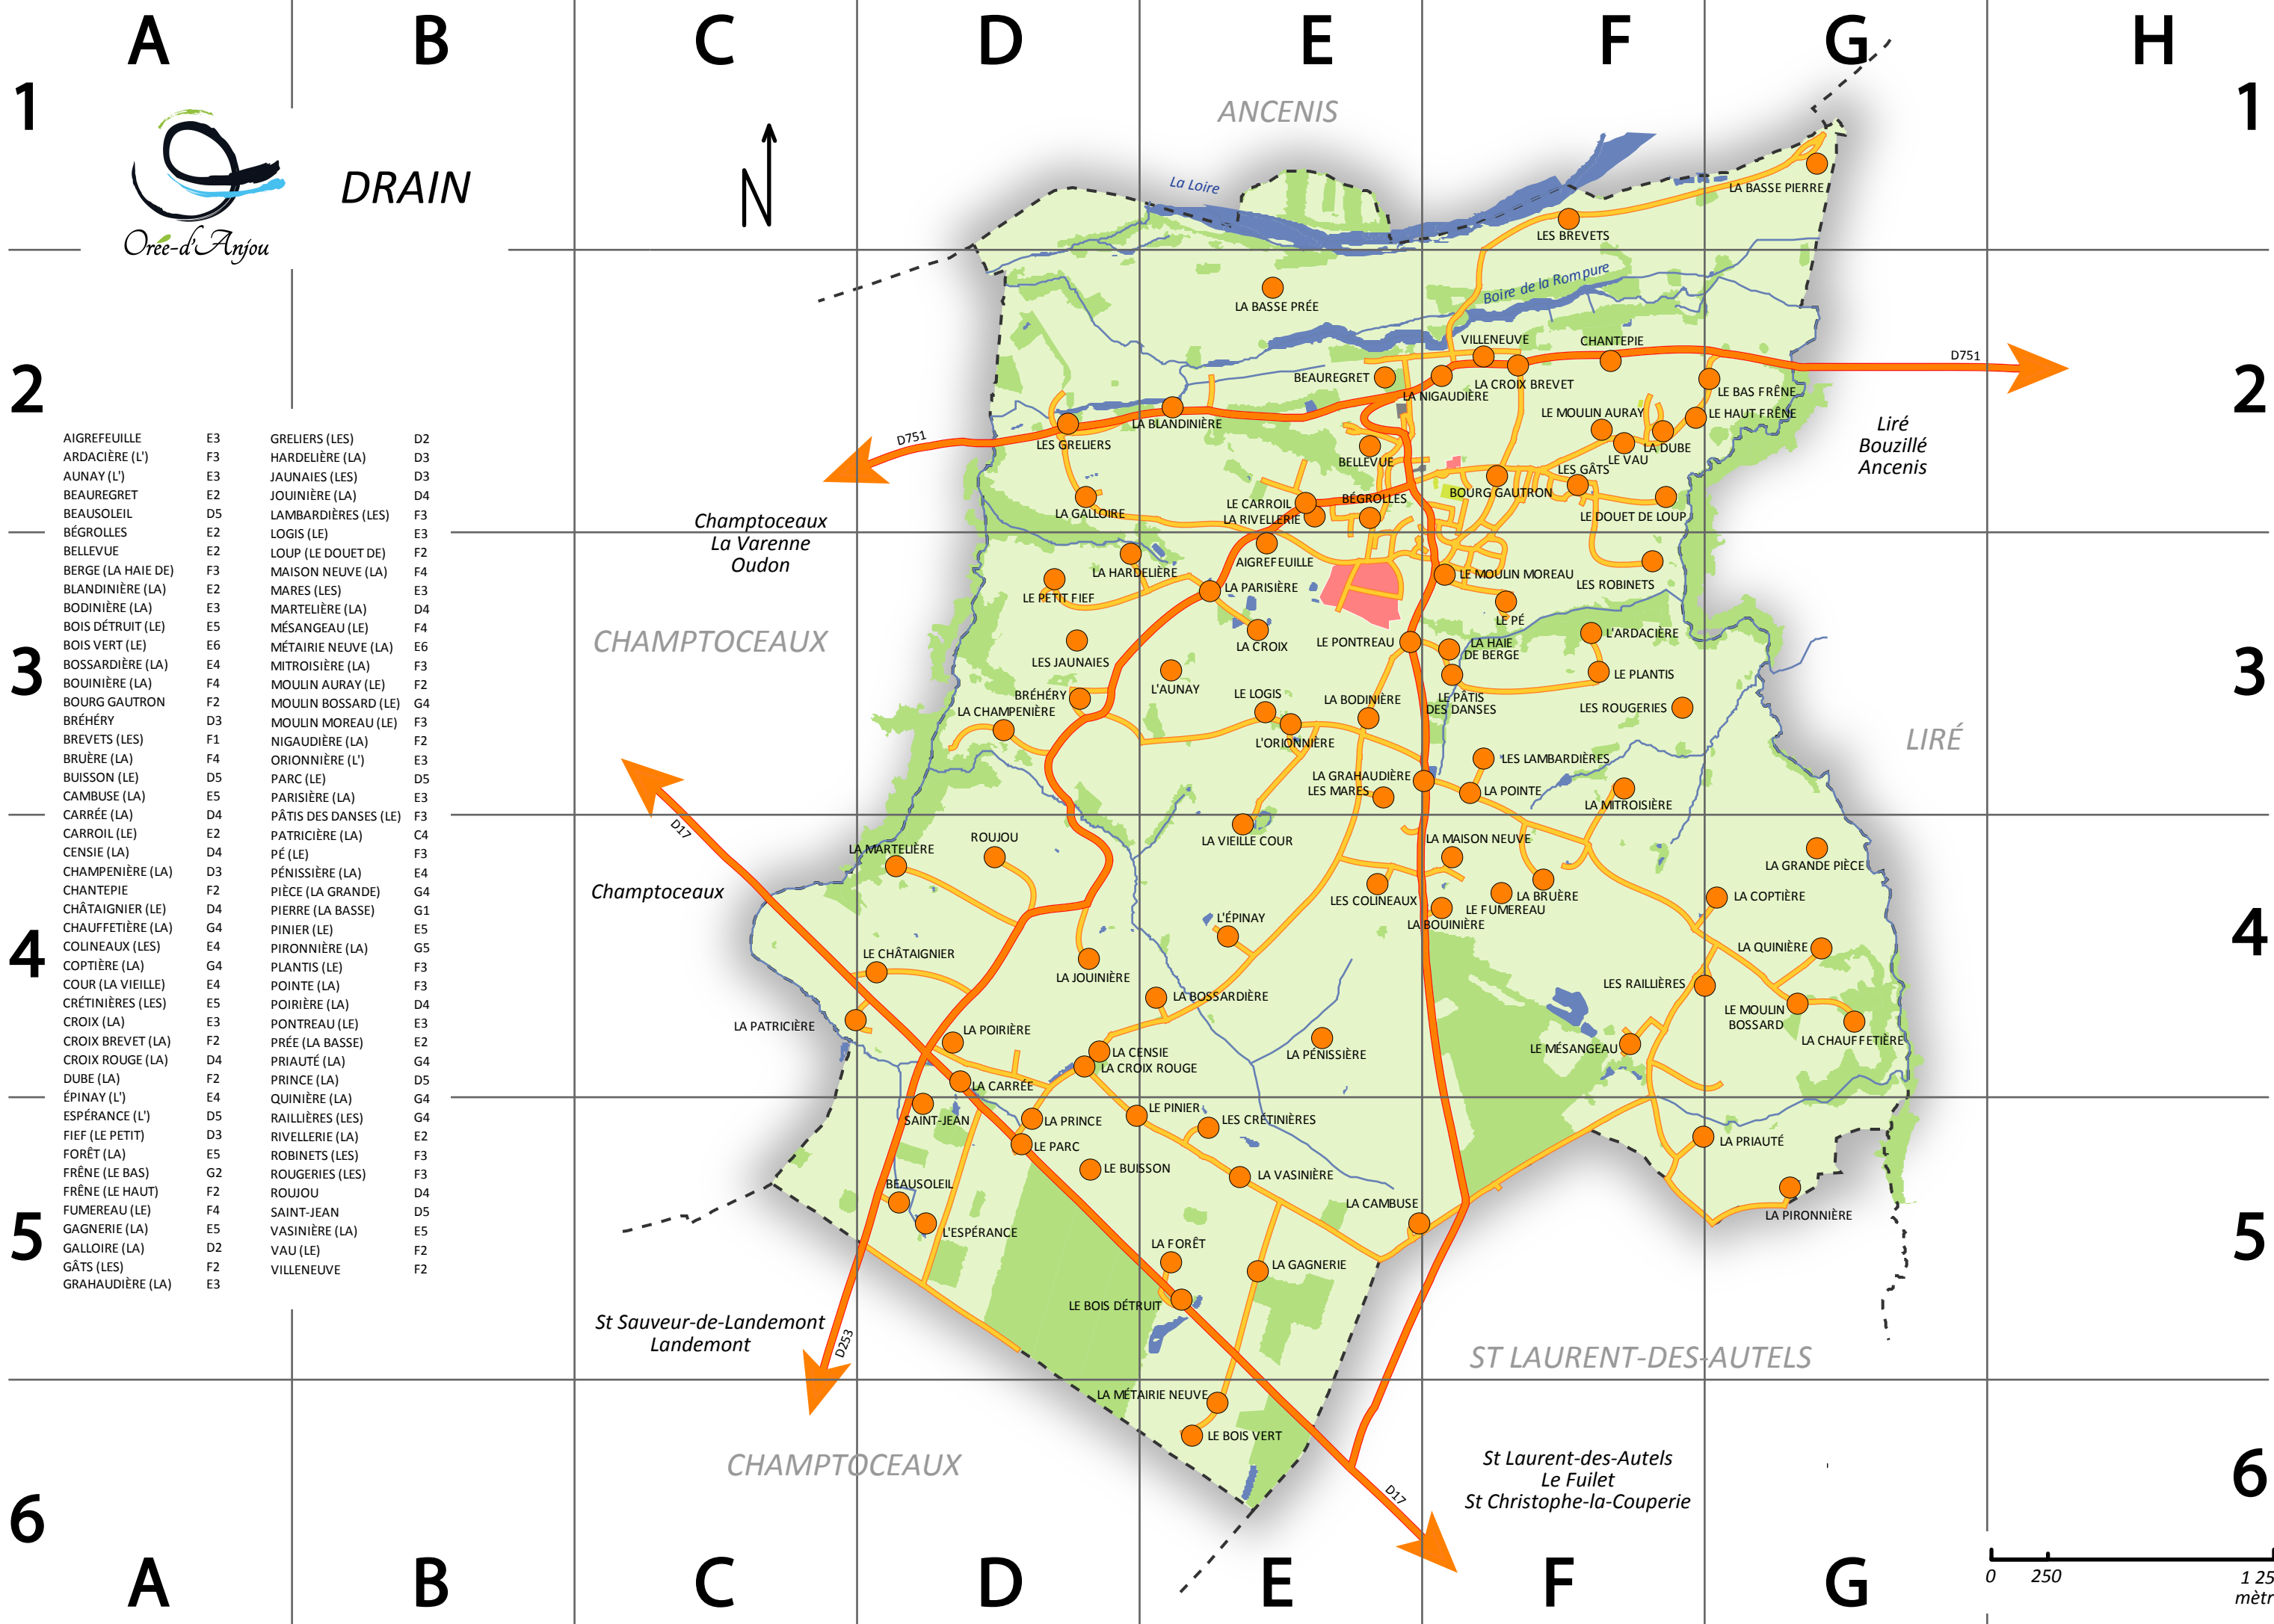 A B C D E F G H
1 1
ANCENIS
La Loire
DRAIN
N
Orée-d'Anjou
LA BASSE PIERRE
LES BREVETS
Boire de la Rompure
LA BASSE PRÉE
VILLENEUVE
CHANTEPIE
D751
2 2
BEAUREGRET
LA CROIX BREVET
LE BAS FRÊNE
LA NIGAUDIÈRE
LE MOULIN AURAY
LE HAUT FRÊNE
LA BLANDINIÈRE
D751
LES GRELIERS
LA DUBE
LE VAU
BELLEVUE
LES GÂTS
Liré
Bouzillé
Ancenis
BÉGROLLES
BOURG GAUTRON
LE CARROIL
LA GALLOIRE
LA RIVELLERIE
LE DOUET DE LOUP
Champtoceaux
La Varenne
Oudon
AIGREFEUILLE E3
ARDACIÈRE (L') F3
AUNAY (L') E3
BEAUREGRET E2
BEAUSOLEIL D5
BÉGROLLES E2
BELLEVUE E2
BERGE (LA HAIE DE) F3
BLANDINIÈRE (LA) E2
BODINIÈRE (LA) E3
BOIS DÉTRUIT (LE) E5
BOIS VERT (LE) E6
BOSSARDIÈRE (LA) E4
BOUINIÈRE (LA) F4
BOURG GAUTRON F2
BRÉHÉRY D3
BREVETS (LES) F1
BRUÈRE (LA) F4
BUISSON (LE) D5
CAMBUSE (LA) E5
CARRÉE (LA) D4
CARROIL (LE) E2
CENSIE (LA) D4
CHAMPENIÈRE (LA) D3
CHANTEPIE F2
CHÂTAIGNIER (LE) D4
CHAUFFETIÈRE (LA) G4
COLINEAUX (LES) E4
COPTIÈRE (LA) G4
COUR (LA VIEILLE) E4
CRÉTINIÈRES (LES) E5
CROIX (LA) E3
CROIX BREVET (LA) F2
CROIX ROUGE (LA) D4
DUBE (LA) F2
ÉPINAY (L') E4
ESPÉRANCE (L') D5
FIEF (LE PETIT) D3
FORÊT (LA) E5
FRÊNE (LE BAS) G2
FRÊNE (LE HAUT) F2
FUMEREAU (LE) F4
GAGNERIE (LA) E5
GALLOIRE (LA) D2
GÂTS (LES) F2
GRAHAUDIÈRE (LA) E3
GRELIERS (LES) D2
HARDELIÈRE (LA) D3
JAUNAIES (LES) D3
JOUINIÈRE (LA) D4
LAMBARDIÈRES (LES) F3
LOGIS (LE) E3
LOUP (LE DOUET DE) F2
MAISON NEUVE (LA) F4
MARES (LES) E3
MARTELIÈRE (LA) D4
MÉSANGEAU (LE) F4
MÉTAIRIE NEUVE (LA) E6
MITROISIÈRE (LA) F3
MOULIN AURAY (LE) F2
MOULIN BOSSARD (LE) G4
MOULIN MOREAU (LE) F3
NIGAUDIÈRE (LA) F2
ORIONNIÈRE (L') E3
PARC (LE) D5
PARISIÈRE (LA) E3
PÂTIS DES DANSES (LE) F3
PATRICIÈRE (LA) C4
PÉ (LE) F3
PÉNISSIÈRE (LA) E4
PIÈCE (LA GRANDE) G4
PIERRE (LA BASSE) G1
PINIER (LE) E5
PIRONNIÈRE (LA) G5
PLANTIS (LE) F3
POINTE (LA) F3
POIRIÈRE (LA) D4
PONTREAU (LE) E3
PRÉE (LA BASSE) E2
PRIAUTÉ (LA) G4
PRINCE (LA) D5
QUINIÈRE (LA) G4
RAILLIÈRES (LES) G4
RIVELLERIE (LA) E2
ROBINETS (LES) F3
ROUGERIES (LES) F3
ROUJOU D4
SAINT-JEAN D5
VASINIÈRE (LA) E5
VAU (LE) F2
VILLENEUVE F2
AIGREFEUILLE
LA HARDELIÈRE
LE MOULIN MOREAU
LES ROBINETS
LE PETIT FIEF
LA PARISIÈRE
LE PÉ
CHAMPTOCEAUX
LA CROIX
LE PONTREAU
LA HAIE
DE BERGE
L'ARDACIÈRE
3 3
LES JAUNAIES
L'AUNAY
LE PLANTIS
BRÉHÉRY
LE LOGIS
LA BODINIÈRE
LE PÂTIS
DES DANSES
LES ROUGERIES
LA CHAMPENIÈRE
L'ORIONNIÈRE
LIRÉ
LES LAMBARDIÈRES
LA GRAHAUDIÈRE
LES MARES
LA POINTE
LA MITROISIÈRE
D17
ROUJOU
LA VIEILLE COUR
LA MAISON NEUVE
LA MARTELIÈRE
LA GRANDE PIÈCE
Champtoceaux
LES COLINEAUX
LA BRUÈRE
LA COPTIÈRE
LE FUMEREAU
L'ÉPINAY
LA BOUINIÈRE
4 4
LE CHÂTAIGNIER
LA QUINIÈRE
LA JOUINIÈRE
LES RAILLIÈRES
LA BOSSARDIÈRE
LE MOULIN
BOSSARD
LA PATRICIÈRE
LA POIRIÈRE
LA CHAUFFETIÈRE
LA CENSIE
LA PÉNISSIÈRE
LE MÉSANGEAU
LA CROIX ROUGE
LA CARRÉE
LE PINIER
SAINT-JEAN
LA PRINCE
LES CRÉTINIÈRES
LA PRIAUTÉ
LE PARC
LE BUISSON
LA VASINIÈRE
BEAUSOLEIL
LA CAMBUSE
LA PIRONNIÈRE
5 5
L'ESPÉRANCE
LA FORÊT
LA GAGNERIE
LE BOIS DÉTRUIT
St Sauveur-de-Landemont
Landemont
D253
ST LAURENT-DES-AUTELS
LA MÉTAIRIE NEUVE
LE BOIS VERT
CHAMPTOCEAUX
St Laurent-des-Autels
Le Fuilet
St Christophe-la-Couperie
D17
6 6
0 250 1 25
mètr
A B C D E F G